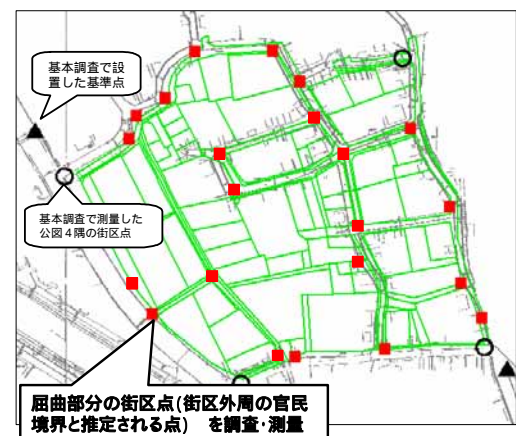 基本調査で設
置した基準点
基本調査で測量した
公図4隅の街区点
屈曲部分の街区点(街区外周の官民
境界と推定される点) を調査・測量